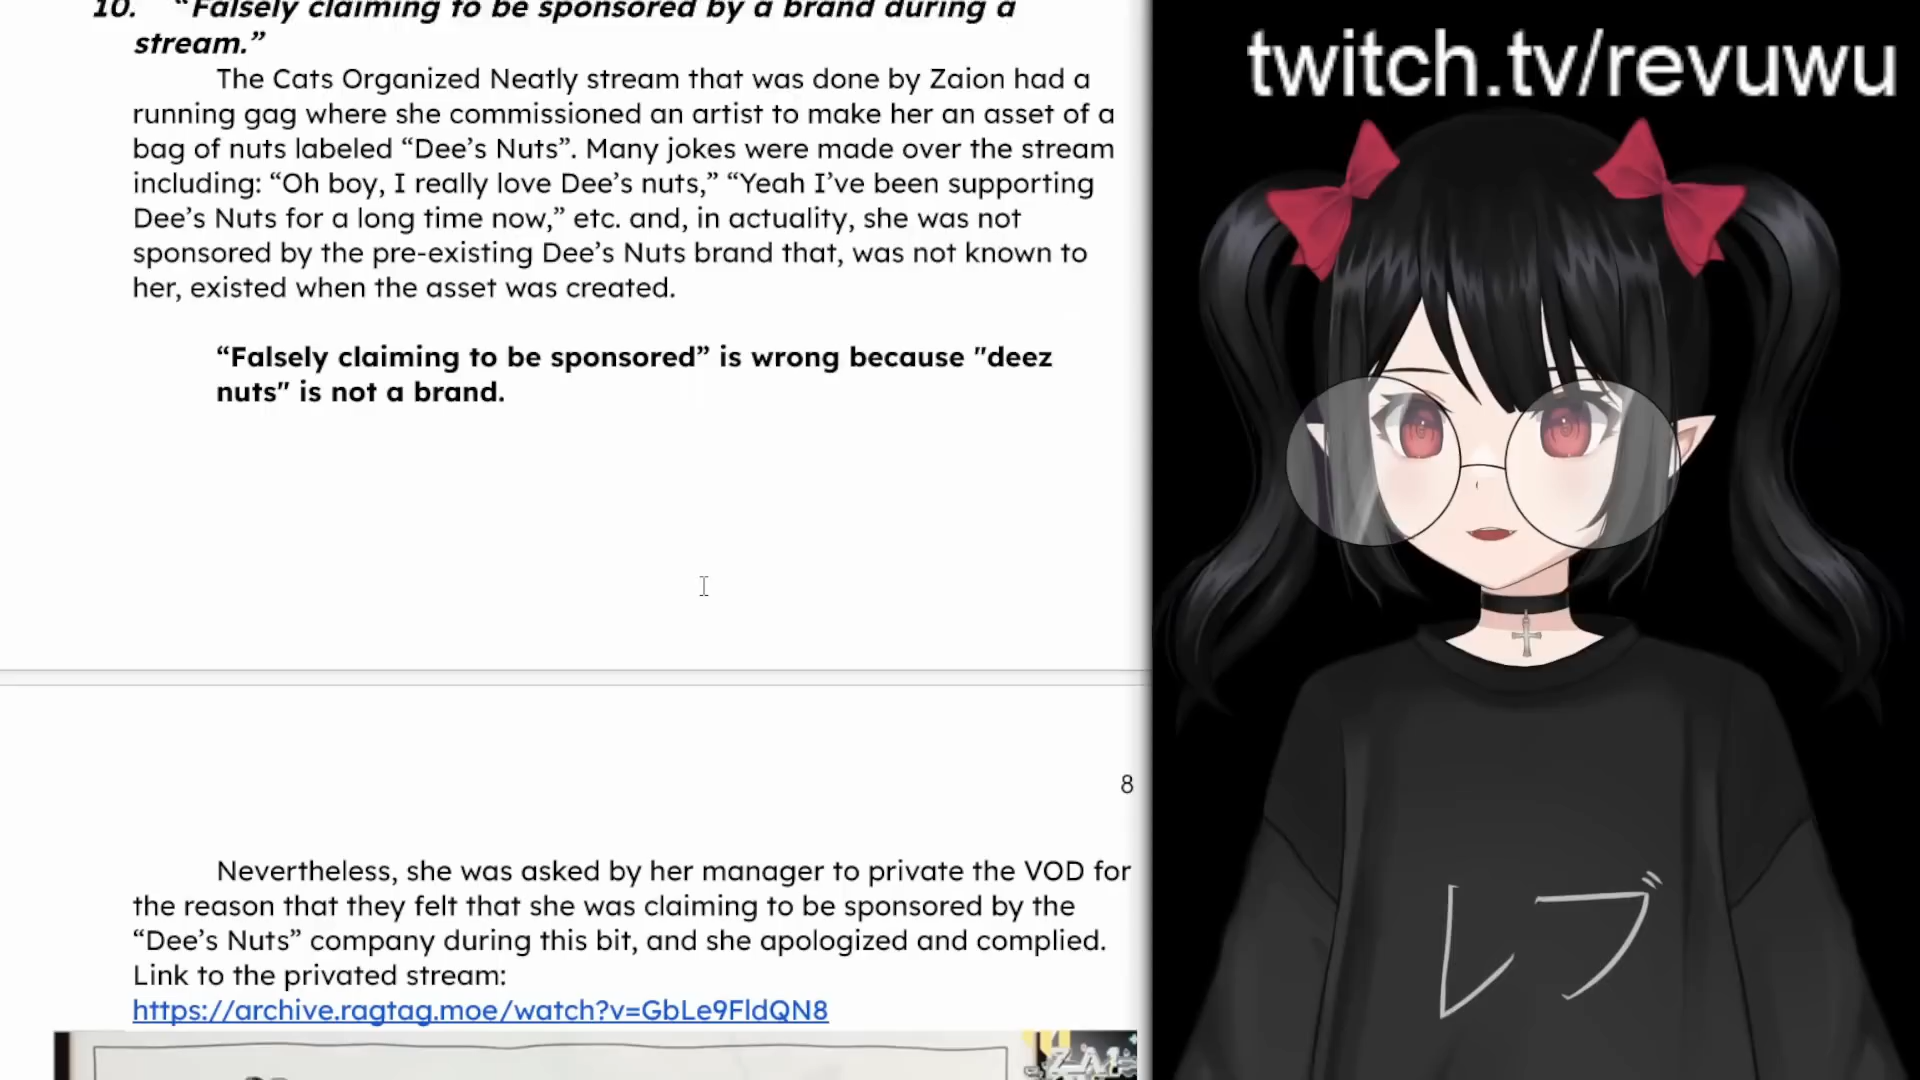 10. “Falsely claiming to be sponsored by a brand during a
stream.”
The Cats Organized Neatly stream that was done by Zaion had a
running gag where she commissioned an artist to make her an asset of a
bag of nuts labeled “Dee’s Nuts”. Many jokes were made over the stream
including: “Oh boy, I really love Dee’s nuts,” “Yeah I’ve been supporting
Dee’s Nuts for a long time now,” etc. and, in actuality, she was not
sponsored by the pre-existing Dee’s Nuts brand that, was not known to
her, existed when the asset was created.
“Falsely claiming to be sponsored” is wrong because "deez
nuts" is not a brand.
8
Nevertheless, she was asked by her manager to private the VOD for
the reason that they felt that she was claiming to be sponsored by the
“Dee’s Nuts” company during this bit, and she apologized and complied.
Link to the privated stream:
https://archive.ragtag.moe/watch?v=GbLe9FldQN8
twitch.tv/revuwu
レブ